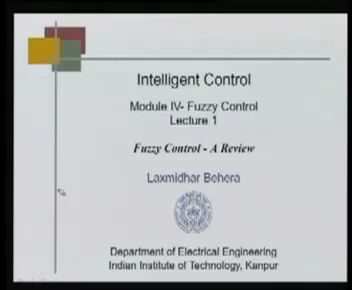 Intelligent Control
Module IV- Fuzzy Control
Lecture 1
Fuzzy Control - A Review
Laxmidhar Behera
Department of Electrical Engineering
Indian Institute of Technology, Kanpur